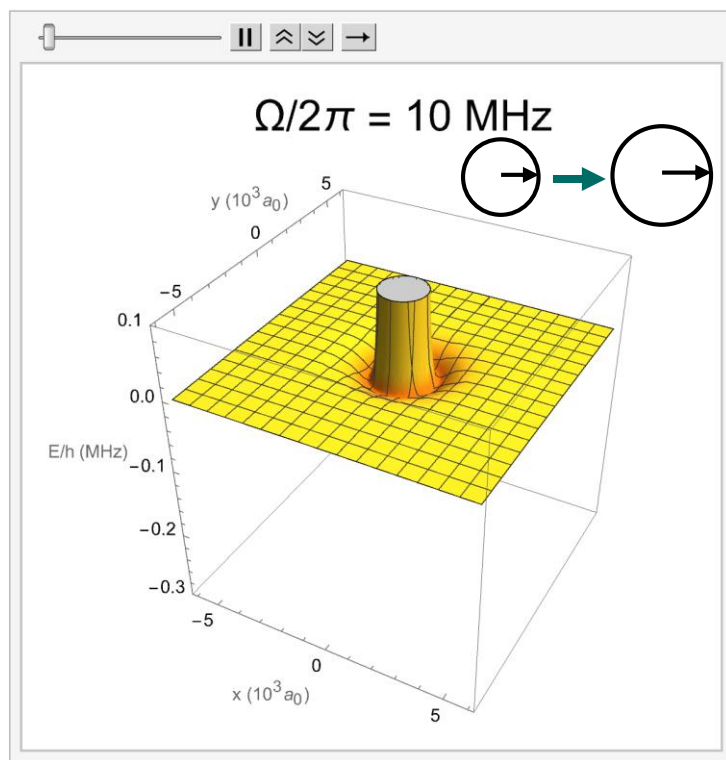 Ω/2π = 10 MHz
y (10³ a₀)
5
0
−5
0.1
0.0
E/h (MHz)
−0.1
−0.2
−0.3
−5
0
x (10³ a₀)
5